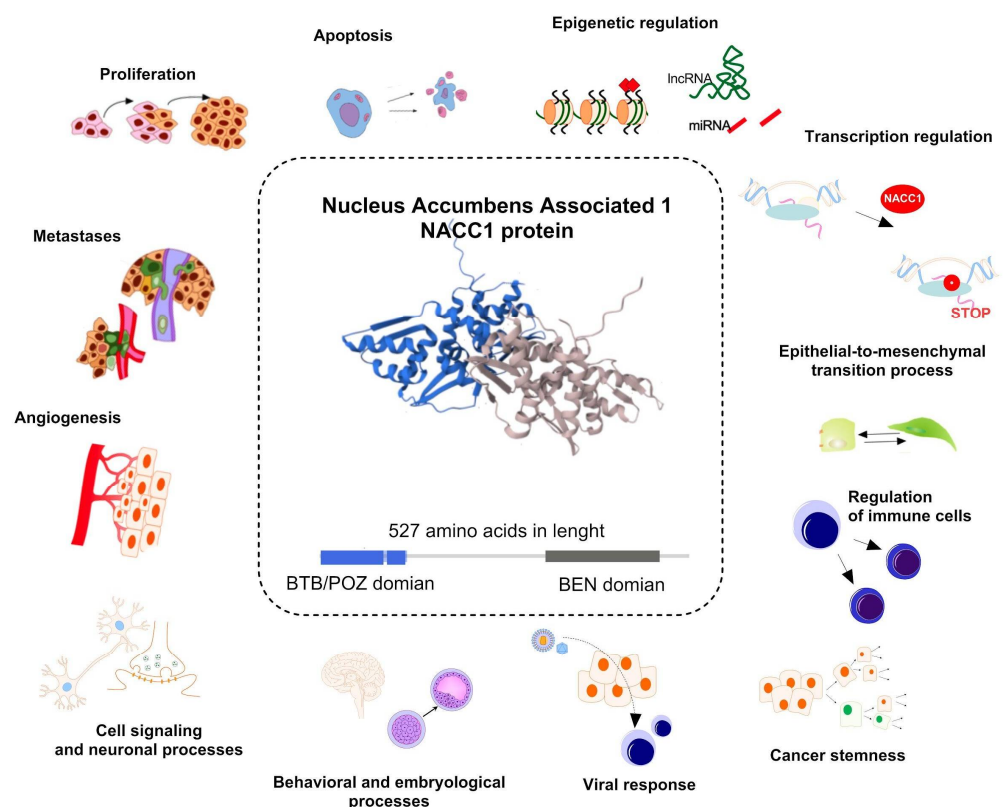 Apoptosis
Epigenetic regulation
lncRNA
miRNA
Proliferation
Transcription regulation
NACC1
STOP
Nucleus Accumbens Associated 1
NACC1 protein
Metastases
Epithelial-to-mesenchymal
transition process
Angiogenesis
Regulation
of immune cells
527 amino acids in lenght
BTB/POZ domian
BEN domian
Cell signaling
and neuronal processes
Behavioral and embryological
processes
Viral response
Cancer stemness